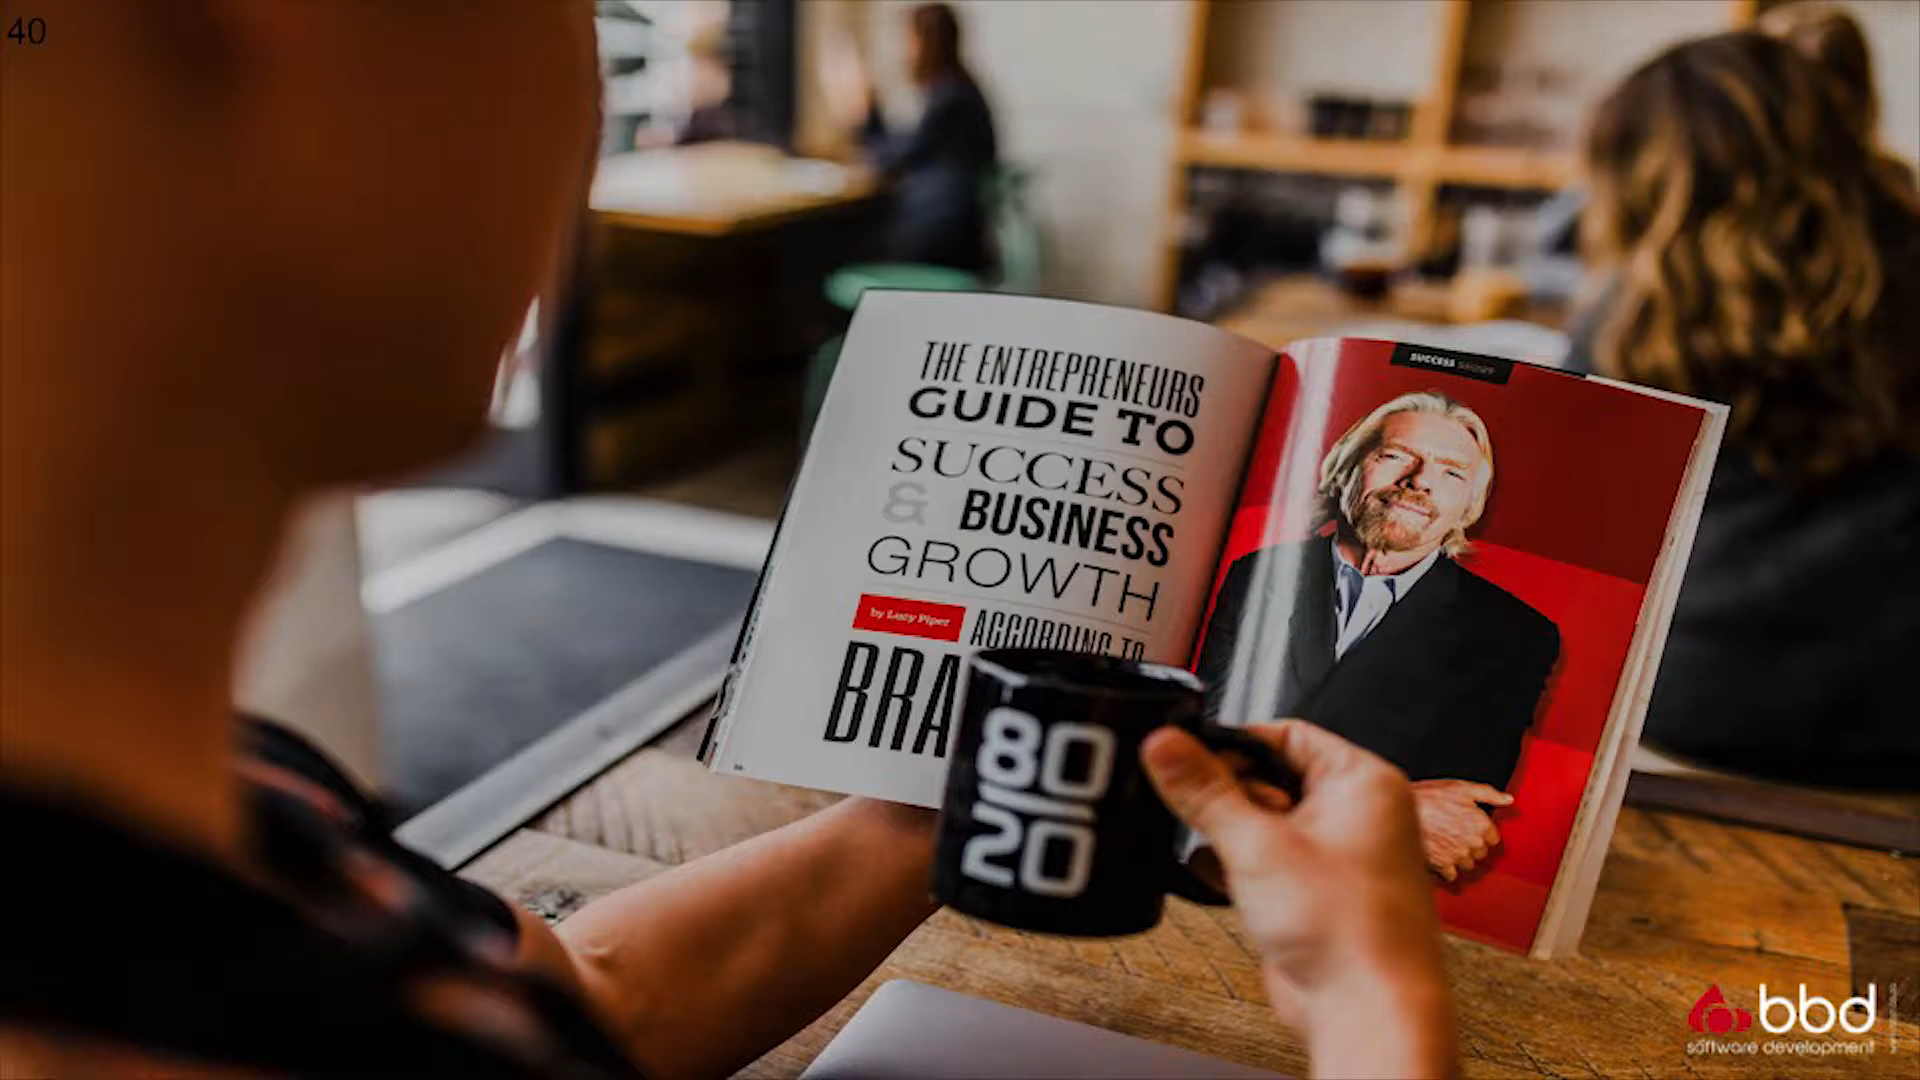 40
SUCCESS
THE ENTREPRENEURS
GUIDE TO
SUCCESS
&
BUSINESS
GROWTH
by Lucy Piper
ACCORDING TO
BRA
80
20
bbd
software development